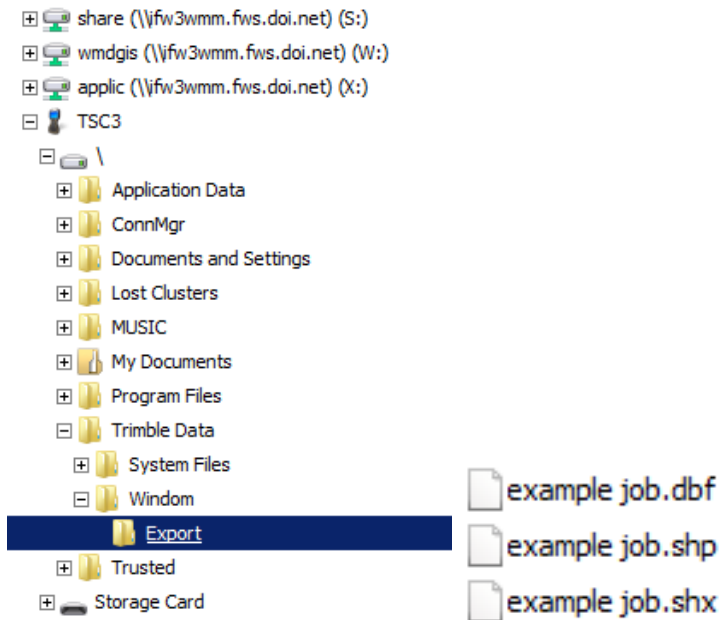 share (\\ifw3wmm.fws.doi.net) (S:)
wmdgis (\\ifw3wmm.fws.doi.net) (W:)
applic (\\ifw3wmm.fws.doi.net) (X:)
TSC3
\
Application Data
ConnMgr
Documents and Settings
Lost Clusters
MUSIC
My Documents
Program Files
Trimble Data
System Files
Windom
Export
Trusted
Storage Card
example job.dbf
example job.shp
example job.shx